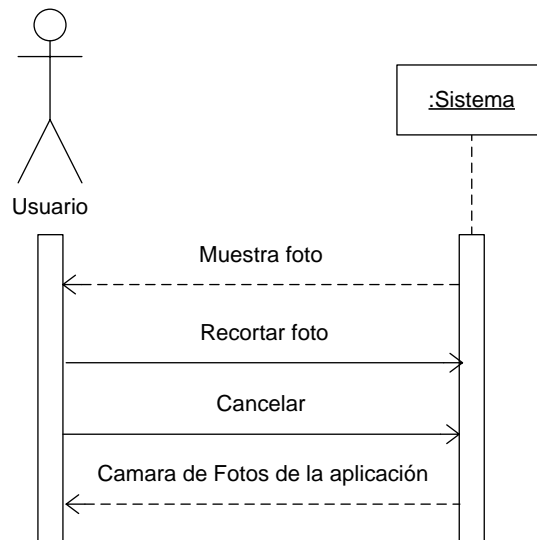 :Sistema
Usuario
Muestra foto
Recortar foto
Cancelar
Camara de Fotos de la aplicación